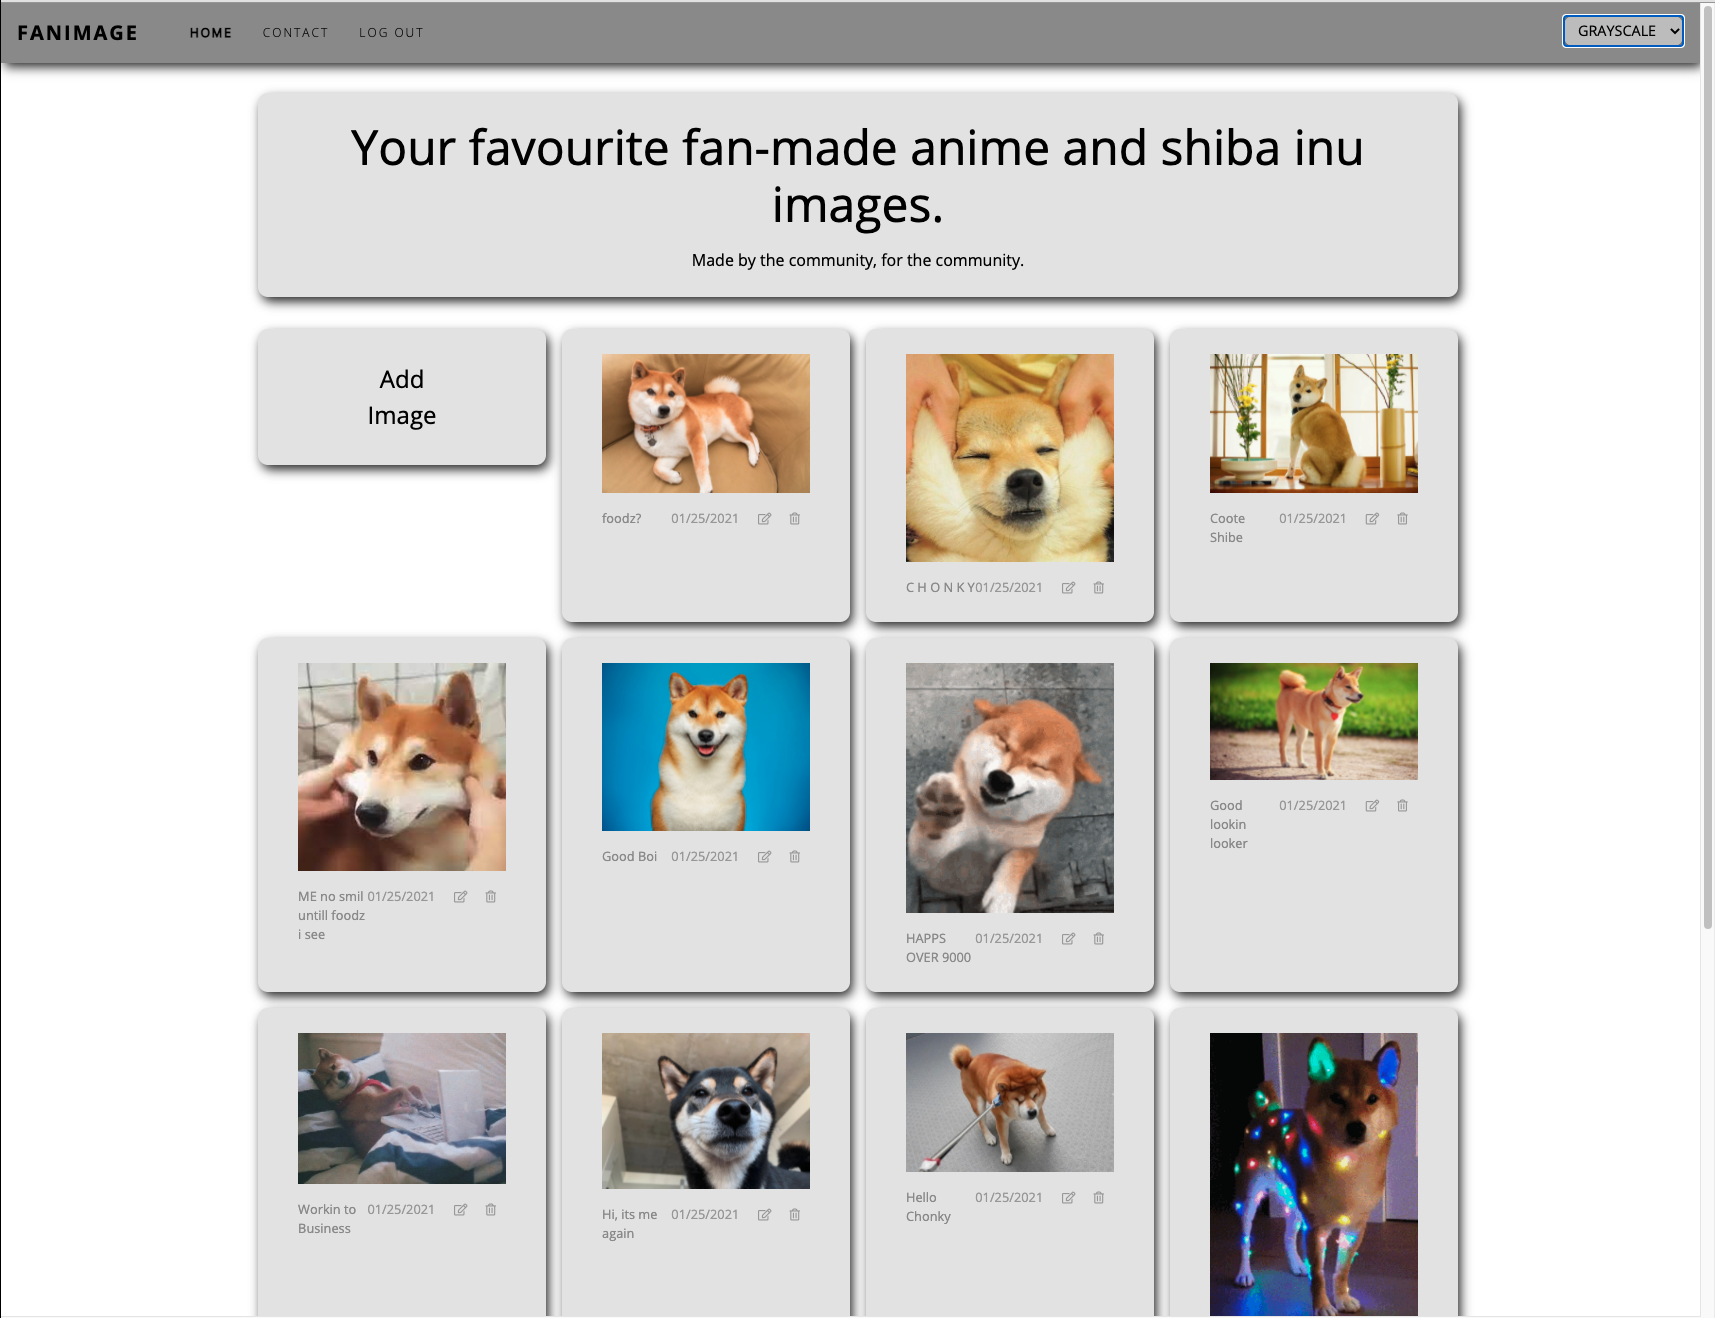 FANIMAGE HOME CONTACT LOG OUT GRAYSCALE
Your favourite fan-made anime and shiba inu
images.
Made by the community, for the community.
Add
Image
foodz? 01/25/2021
C H O N K Y 01/25/2021
Coote 01/25/2021
Shibe
ME no smil 01/25/2021
untill foodz
i see
Good Boi 01/25/2021
HAPPS 01/25/2021
OVER 9000
Good 01/25/2021
lookin
looker
Workin to 01/25/2021
Business
Hi, its me 01/25/2021
again
Hello 01/25/2021
Chonky